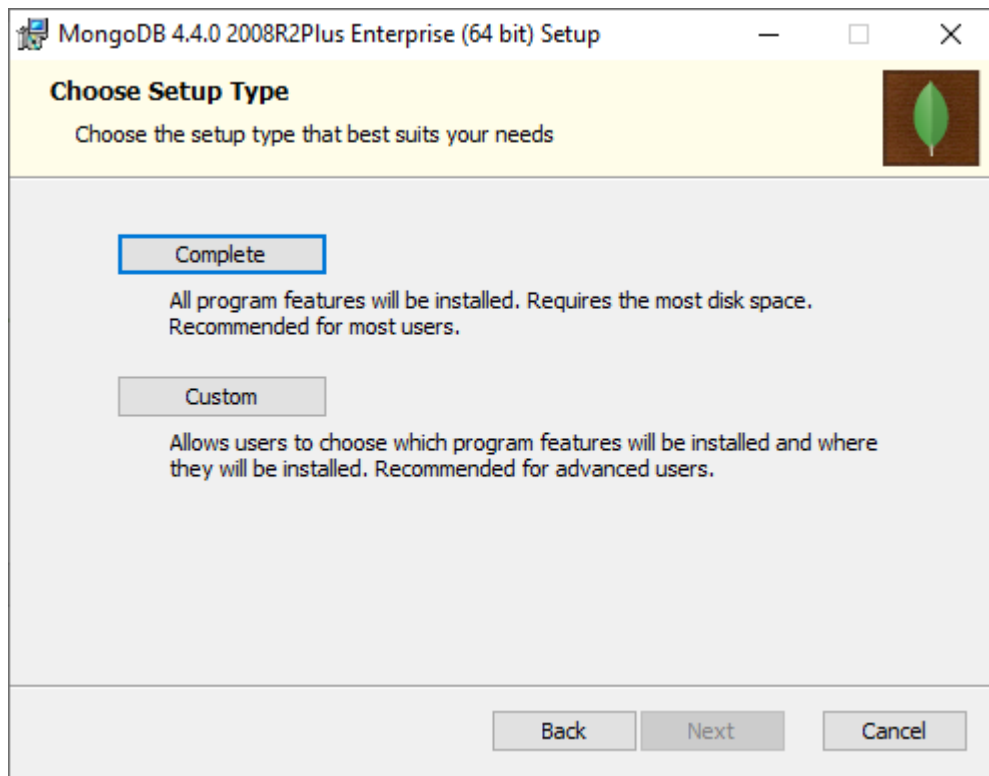 MongoDB 4.4.0 2008R2Plus Enterprise (64 bit) Setup
Choose Setup Type
Choose the setup type that best suits your needs
Complete
All program features will be installed. Requires the most disk space.
Recommended for most users.
Custom
Allows users to choose which program features will be installed and where
they will be installed. Recommended for advanced users.
Back
Next
Cancel